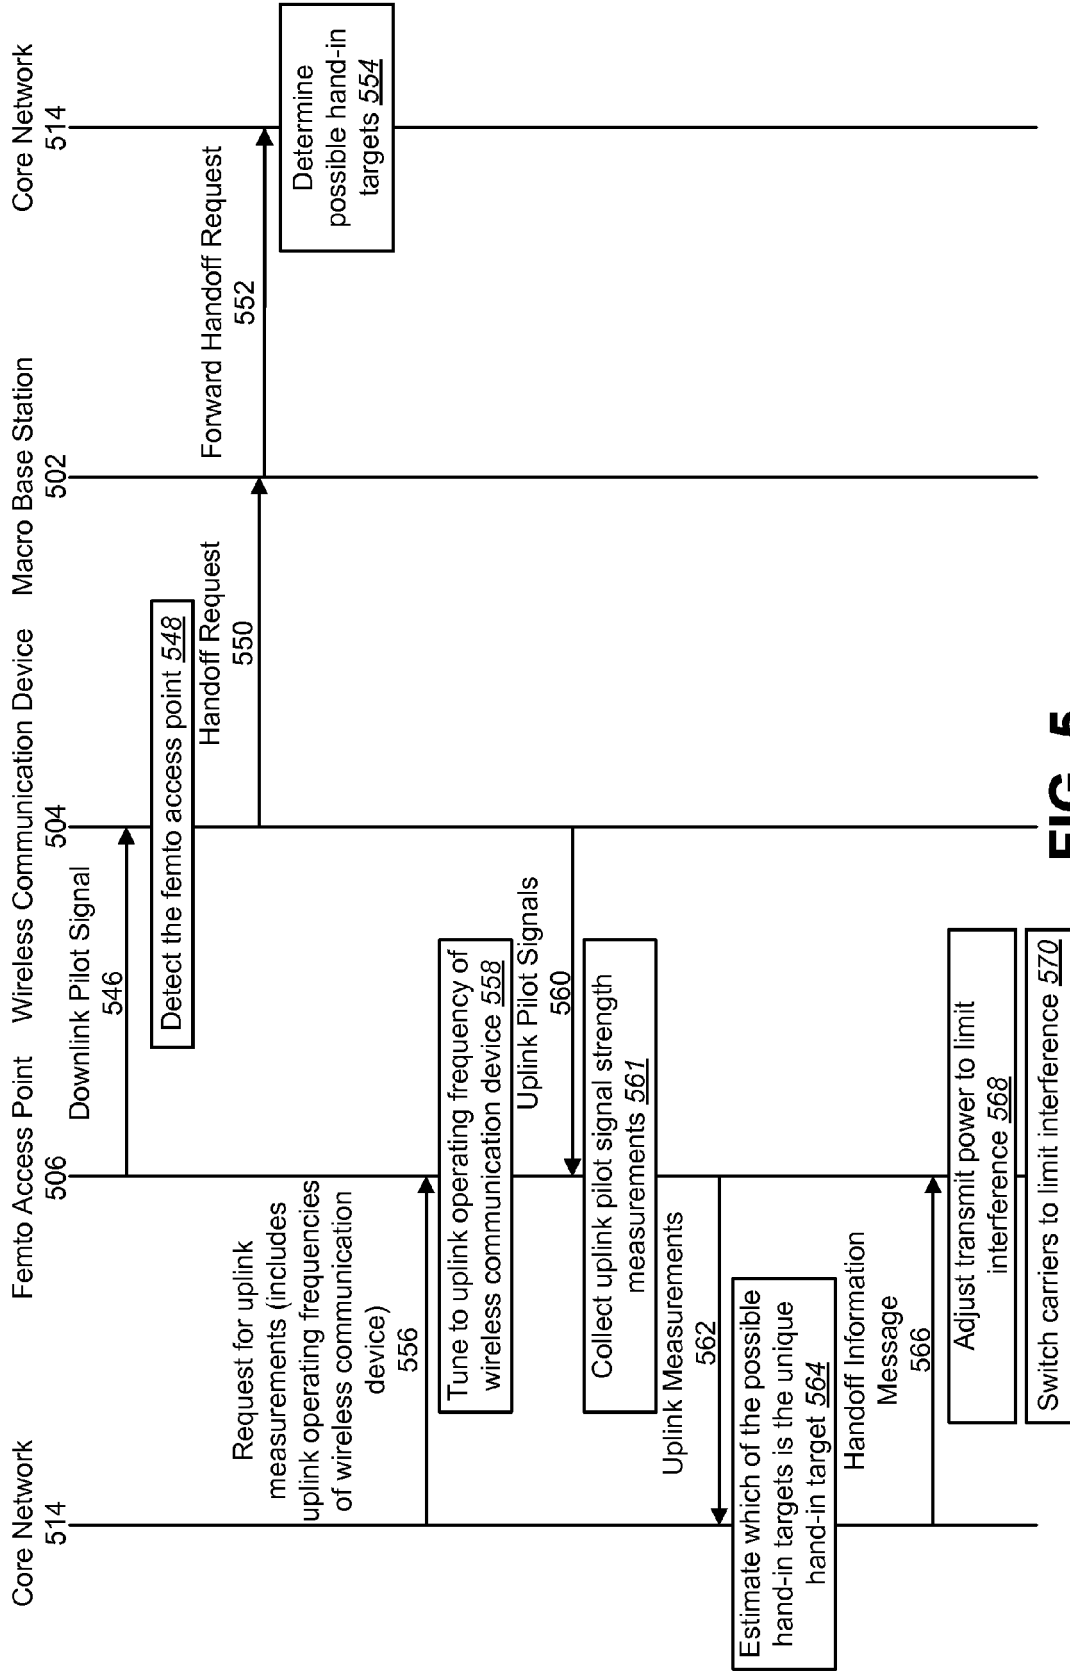 Core Network
514
Femto Access Point
506
Wireless Communication Device
504
Macro Base Station
502
Core Network
514
Downlink Pilot Signal
546
Detect the femto access point 548
Handoff Request
550
Forward Handoff Request
552
Determine
possible hand-in
targets 554
Request for uplink
measurements (includes
uplink operating frequencies
of wireless communication
device)
556
Tune to uplink operating frequency of
wireless communication device 558
Uplink Pilot Signals
560
Collect uplink pilot signal strength
measurements 561
Uplink Measurements
562
Estimate which of the possible
hand-in targets is the unique
hand-in target 564
Handoff Information
Message
566
Adjust transmit power to limit
interference 568
Switch carriers to limit interference 570
FIG. 5